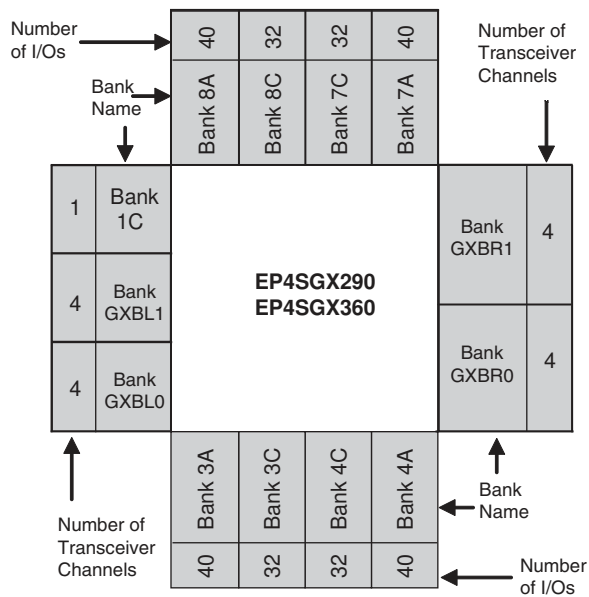 Number
of I/Os
40
32
32
40
Number of
Transceiver
Channels
Bank
Name
Bank 8A
Bank 8C
Bank 7C
Bank 7A
1
Bank
1C
4
Bank
GXBL1
4
Bank
GXBL0
EP4SGX290
EP4SGX360
Bank
GXBR1
4
Bank
GXBR0
4
Bank 3A
Bank 3C
Bank 4C
Bank 4A
Bank
Name
Number of
Transceiver
Channels
40
32
32
40
Number
of I/Os